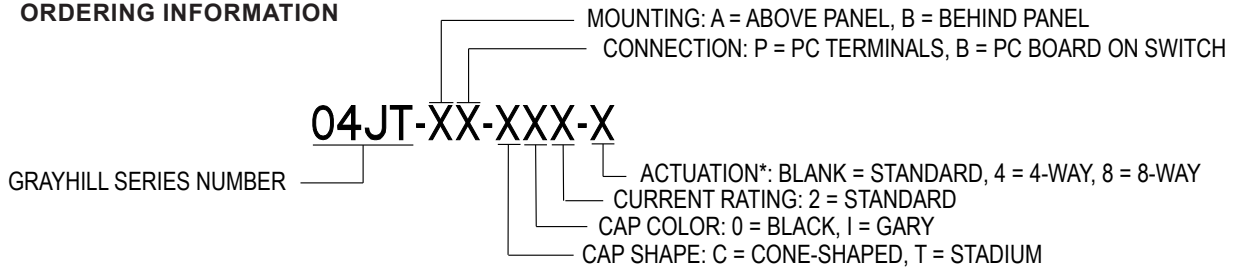 ORDERING INFORMATION
MOUNTING: A = ABOVE PANEL, B = BEHIND PANEL
CONNECTION: P = PC TERMINALS, B = PC BOARD ON SWITCH
04JT-XX-XXX-X
GRAYHILL SERIES NUMBER
ACTUATION*: BLANK = STANDARD, 4 = 4-WAY, 8 = 8-WAY
CURRENT RATING: 2 = STANDARD
CAP COLOR: 0 = BLACK, I = GARY
CAP SHAPE: C = CONE-SHAPED, T = STADIUM